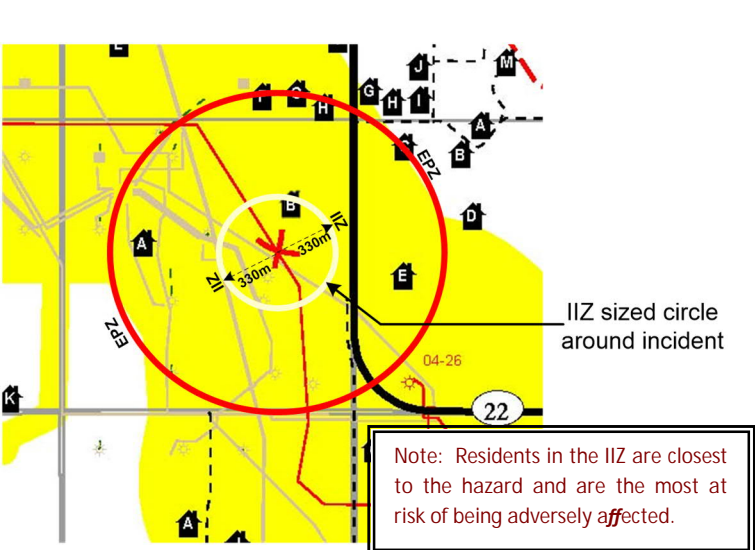 J
M
G
H
I
H
A
EPZ
B
B
D
IIZ
A
330m
330m
E
IIZ
IIZ sized circle
around incident
EPZ
04-26
K
22
Note: Residents in the IIZ are closest
to the hazard and are the most at
risk of being adversely affected.
A